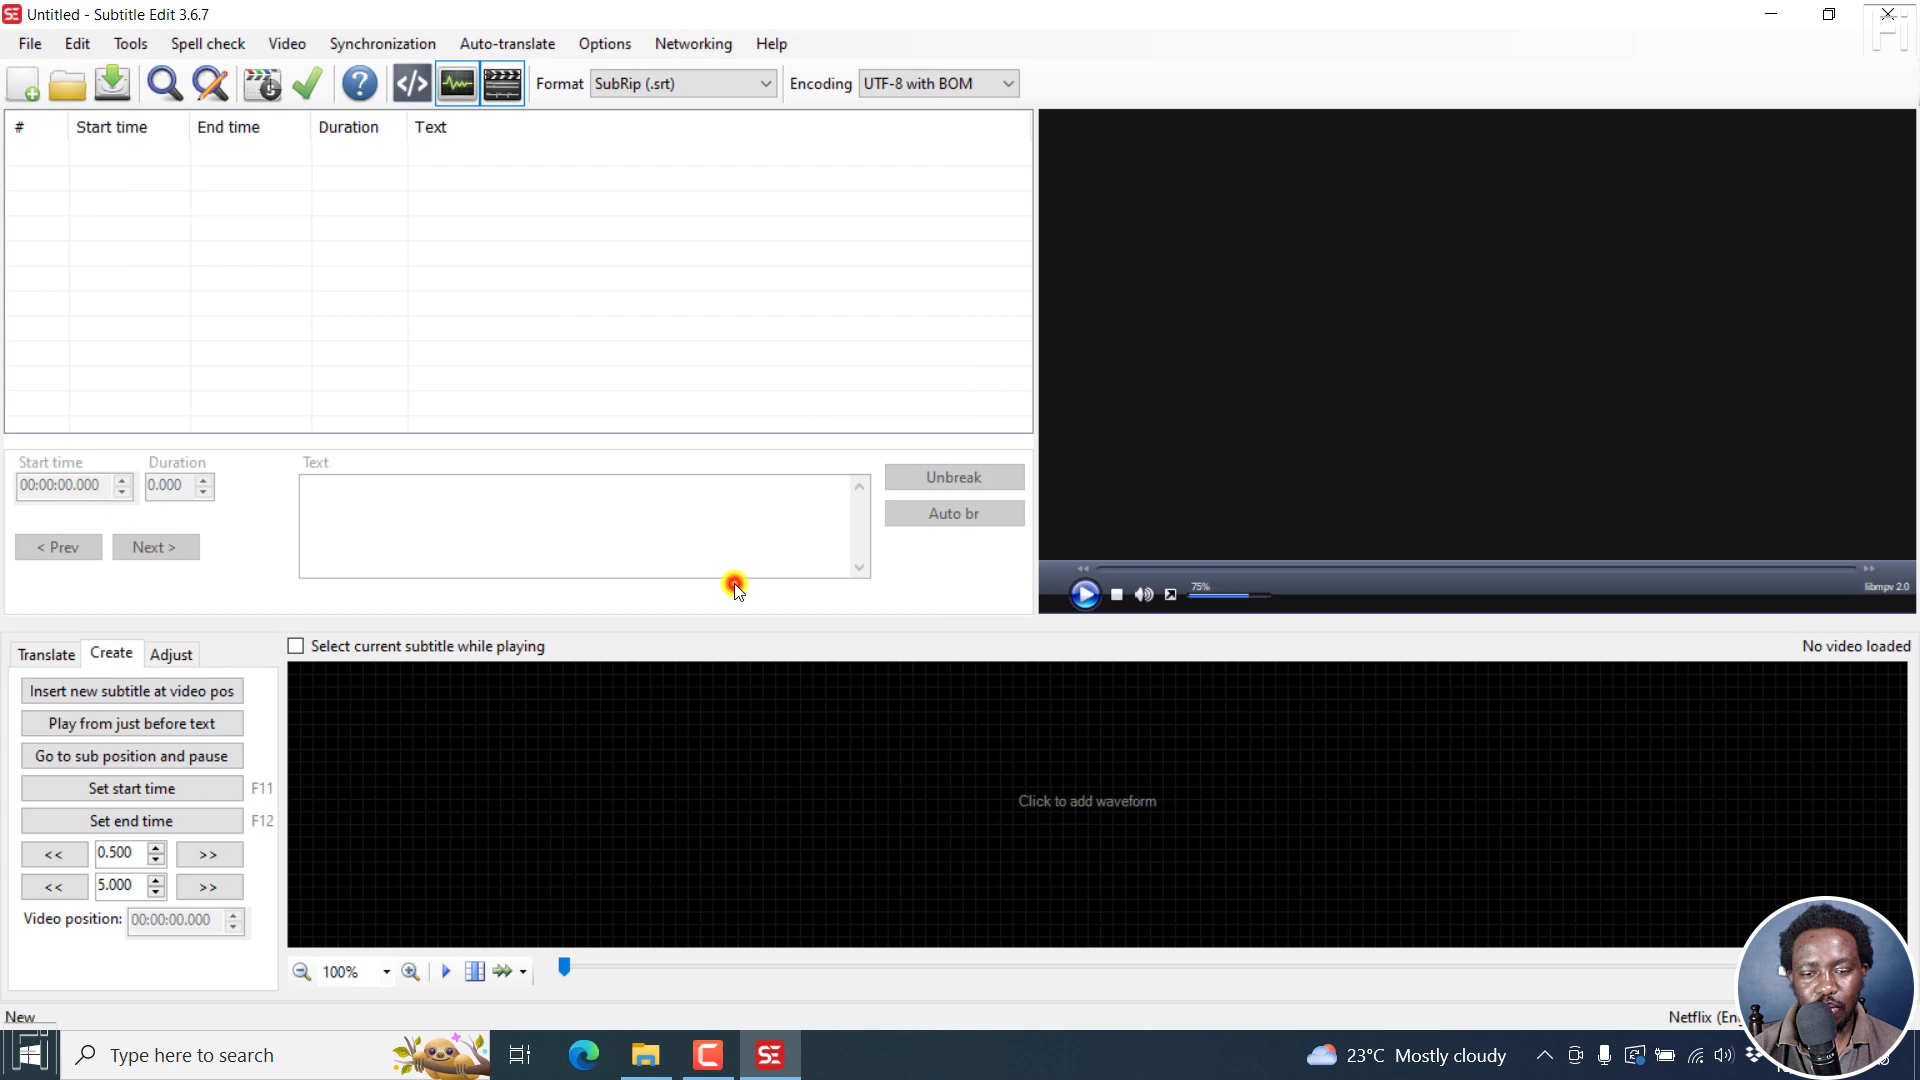 Untitled - Subtitle Edit 3.6.7
File Edit Tools Spell check Video Synchronization Auto-translate Options Networking Help
Format SubRip (.srt) Encoding UTF-8 with BOM
# Start time End time Duration Text
Start time Duration Text
00:00:00.000 0.000
Unbreak
Auto br
< Prev Next >
75%
libmpv 2.0
Translate Create Adjust
Select current subtitle while playing
No video loaded
Insert new subtitle at video pos
Play from just before text
Go to sub position and pause
Set start time F11
Set end time F12
<< 0.500 >>
<< 5.000 >>
Video position: 00:00:00.000
Click to add waveform
100%
New
Netflix (En
Type here to search
23°C Mostly cloudy